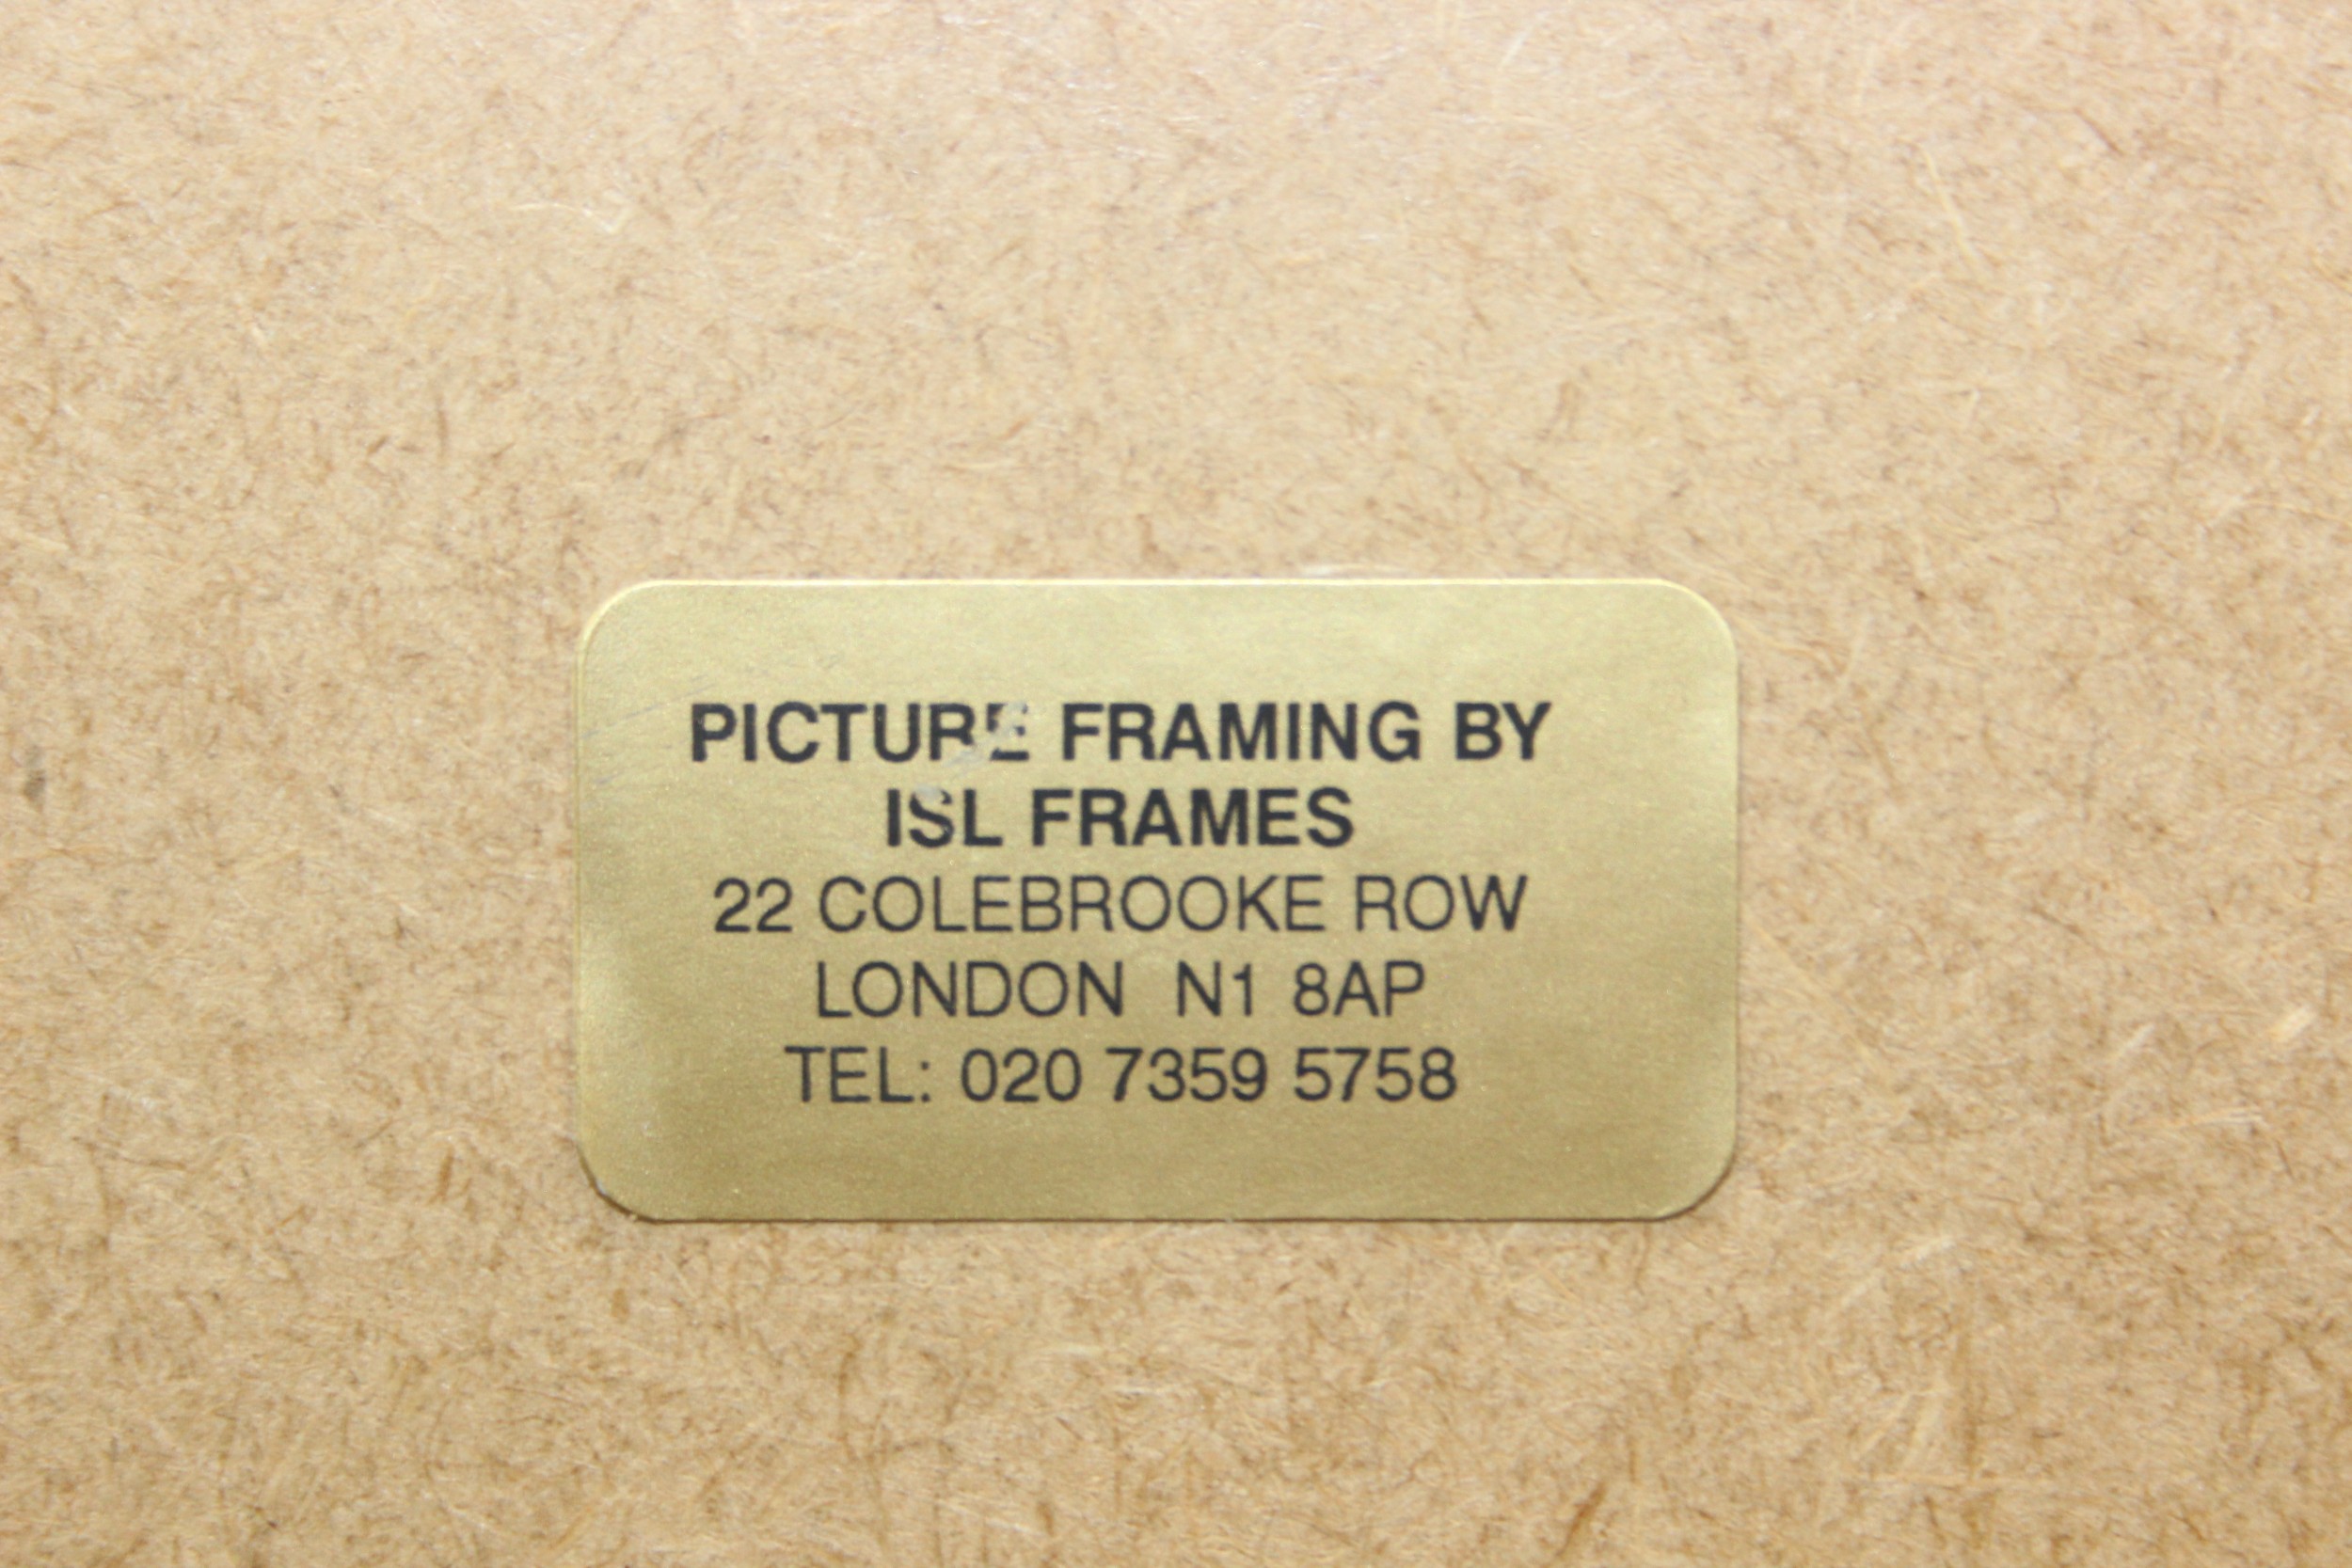 PICTURE FRAMING BY
ISL FRAMES
22 COLEBROOKE ROW
LONDON  N1 8AP
TEL: 020 7359 5758